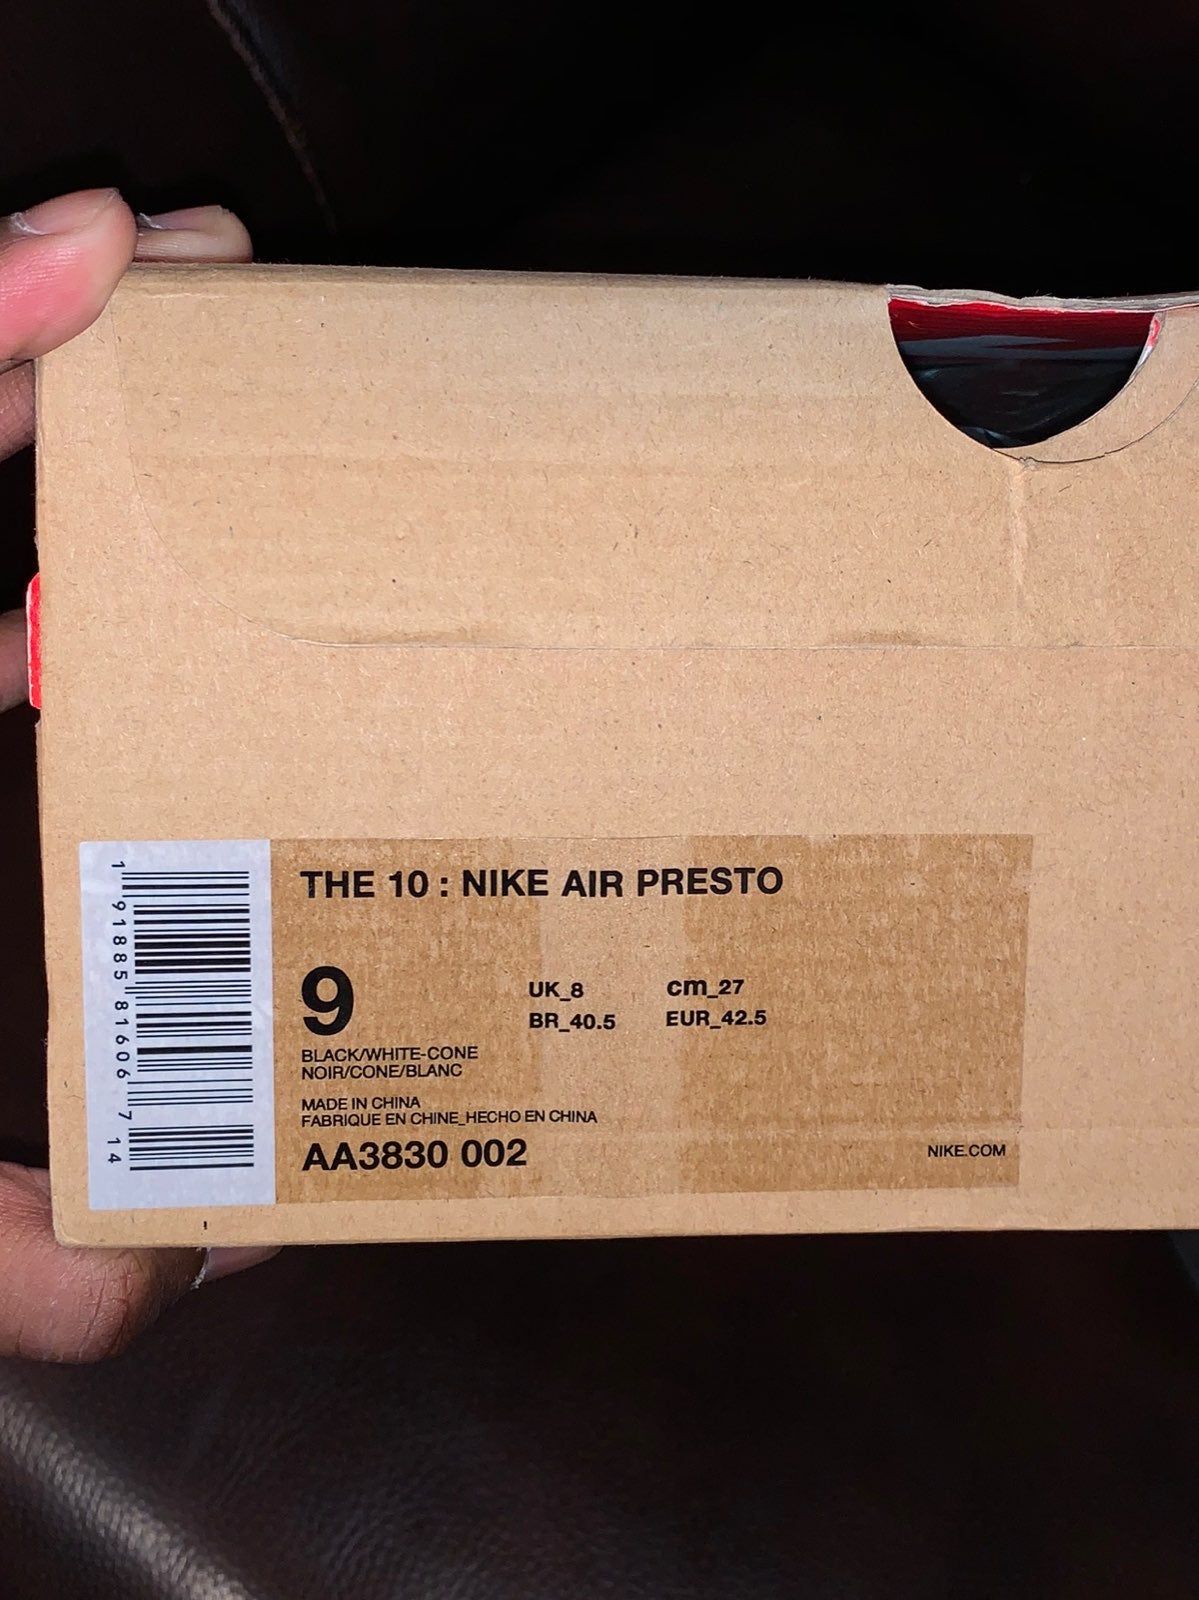 1 91885 81606 7 14
THE 10 : NIKE AIR PRESTO
9
UK_8 cm_27
BR_40.5 EUR_42.5
BLACK/WHITE-CONE
NOIR/CONE/BLANC
MADE IN CHINA
FABRIQUE EN CHINE_HECHO EN CHINA
AA3830 002
NIKE.COM